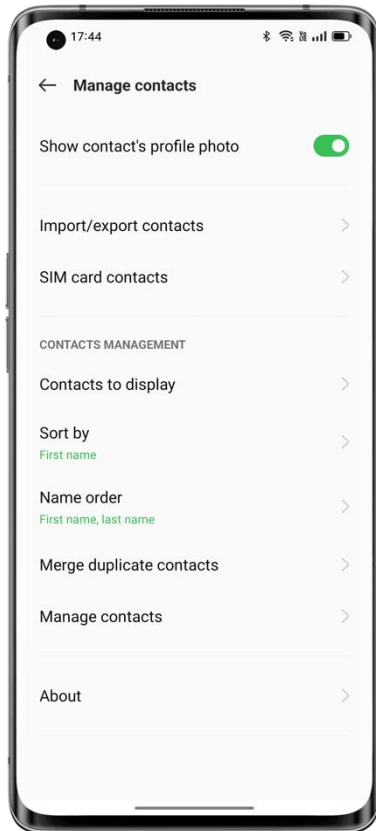 17:44
Manage contacts
Show contact's profile photo
Import/export contacts
SIM card contacts
CONTACTS MANAGEMENT
Contacts to display
Sort by
First name
Name order
First name, last name
Merge duplicate contacts
Manage contacts
About